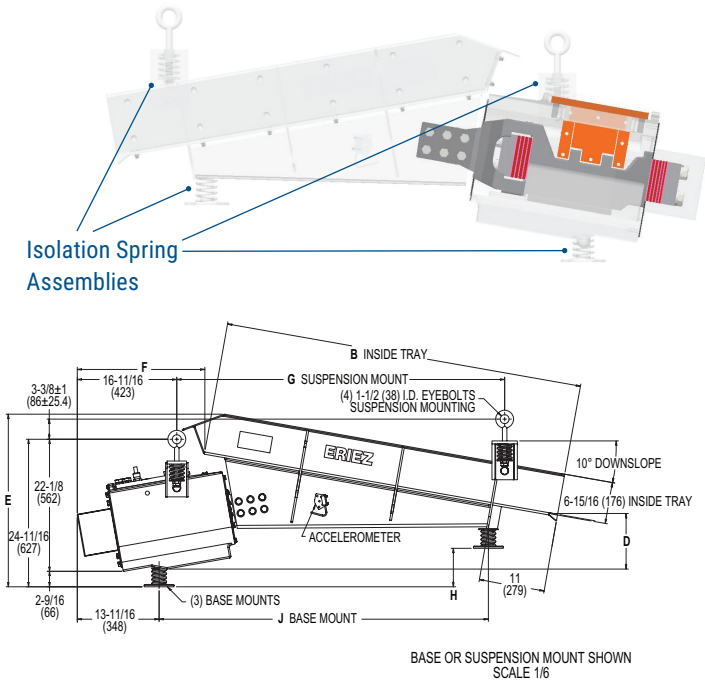 Isolation Spring
Assemblies
B INSIDE TRAY
F
16-11/16
(423)
G SUSPENSION MOUNT
3-3/8±1
(86±25.4)
(4) 1-1/2 (38) I.D. EYEBOLTS
SUSPENSION MOUNTING
ERIEZ
10° DOWNSLOPE
6-15/16 (176) INSIDE TRAY
E
22-1/8
(562)
24-11/16
(627)
ACCELEROMETER
D
H
11
(279)
2-9/16
(66)
13-11/16
(348)
(3) BASE MOUNTS
J BASE MOUNT
BASE OR SUSPENSION MOUNT SHOWN
SCALE 1/6